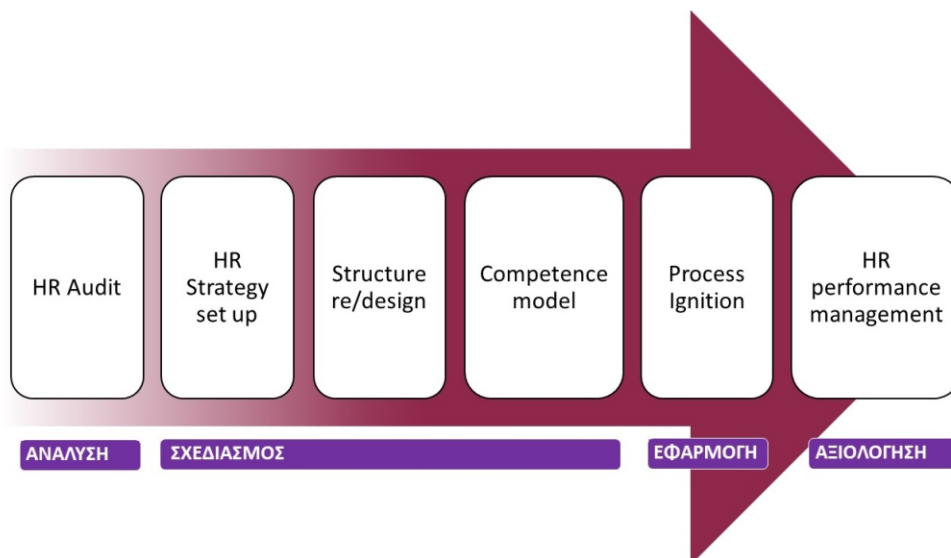 HR Audit
HR
Strategy
set up
Structure
re/design
Competence
model
Process
Ignition
HR
performance
management
ΑΝΑΛΥΣΗ
ΣΧΕΔΙΑΣΜΟΣ
ΕΦΑΡΜΟΓΗ
ΑΞΙΟΛΟΓΗΣΗ